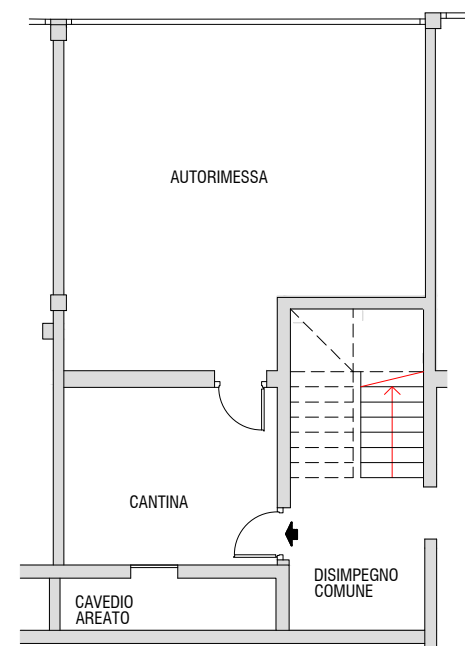 AUTORIMESSA
CANTINA
DISIMPEGNO
COMUNE
CAVEDIO
AREATO